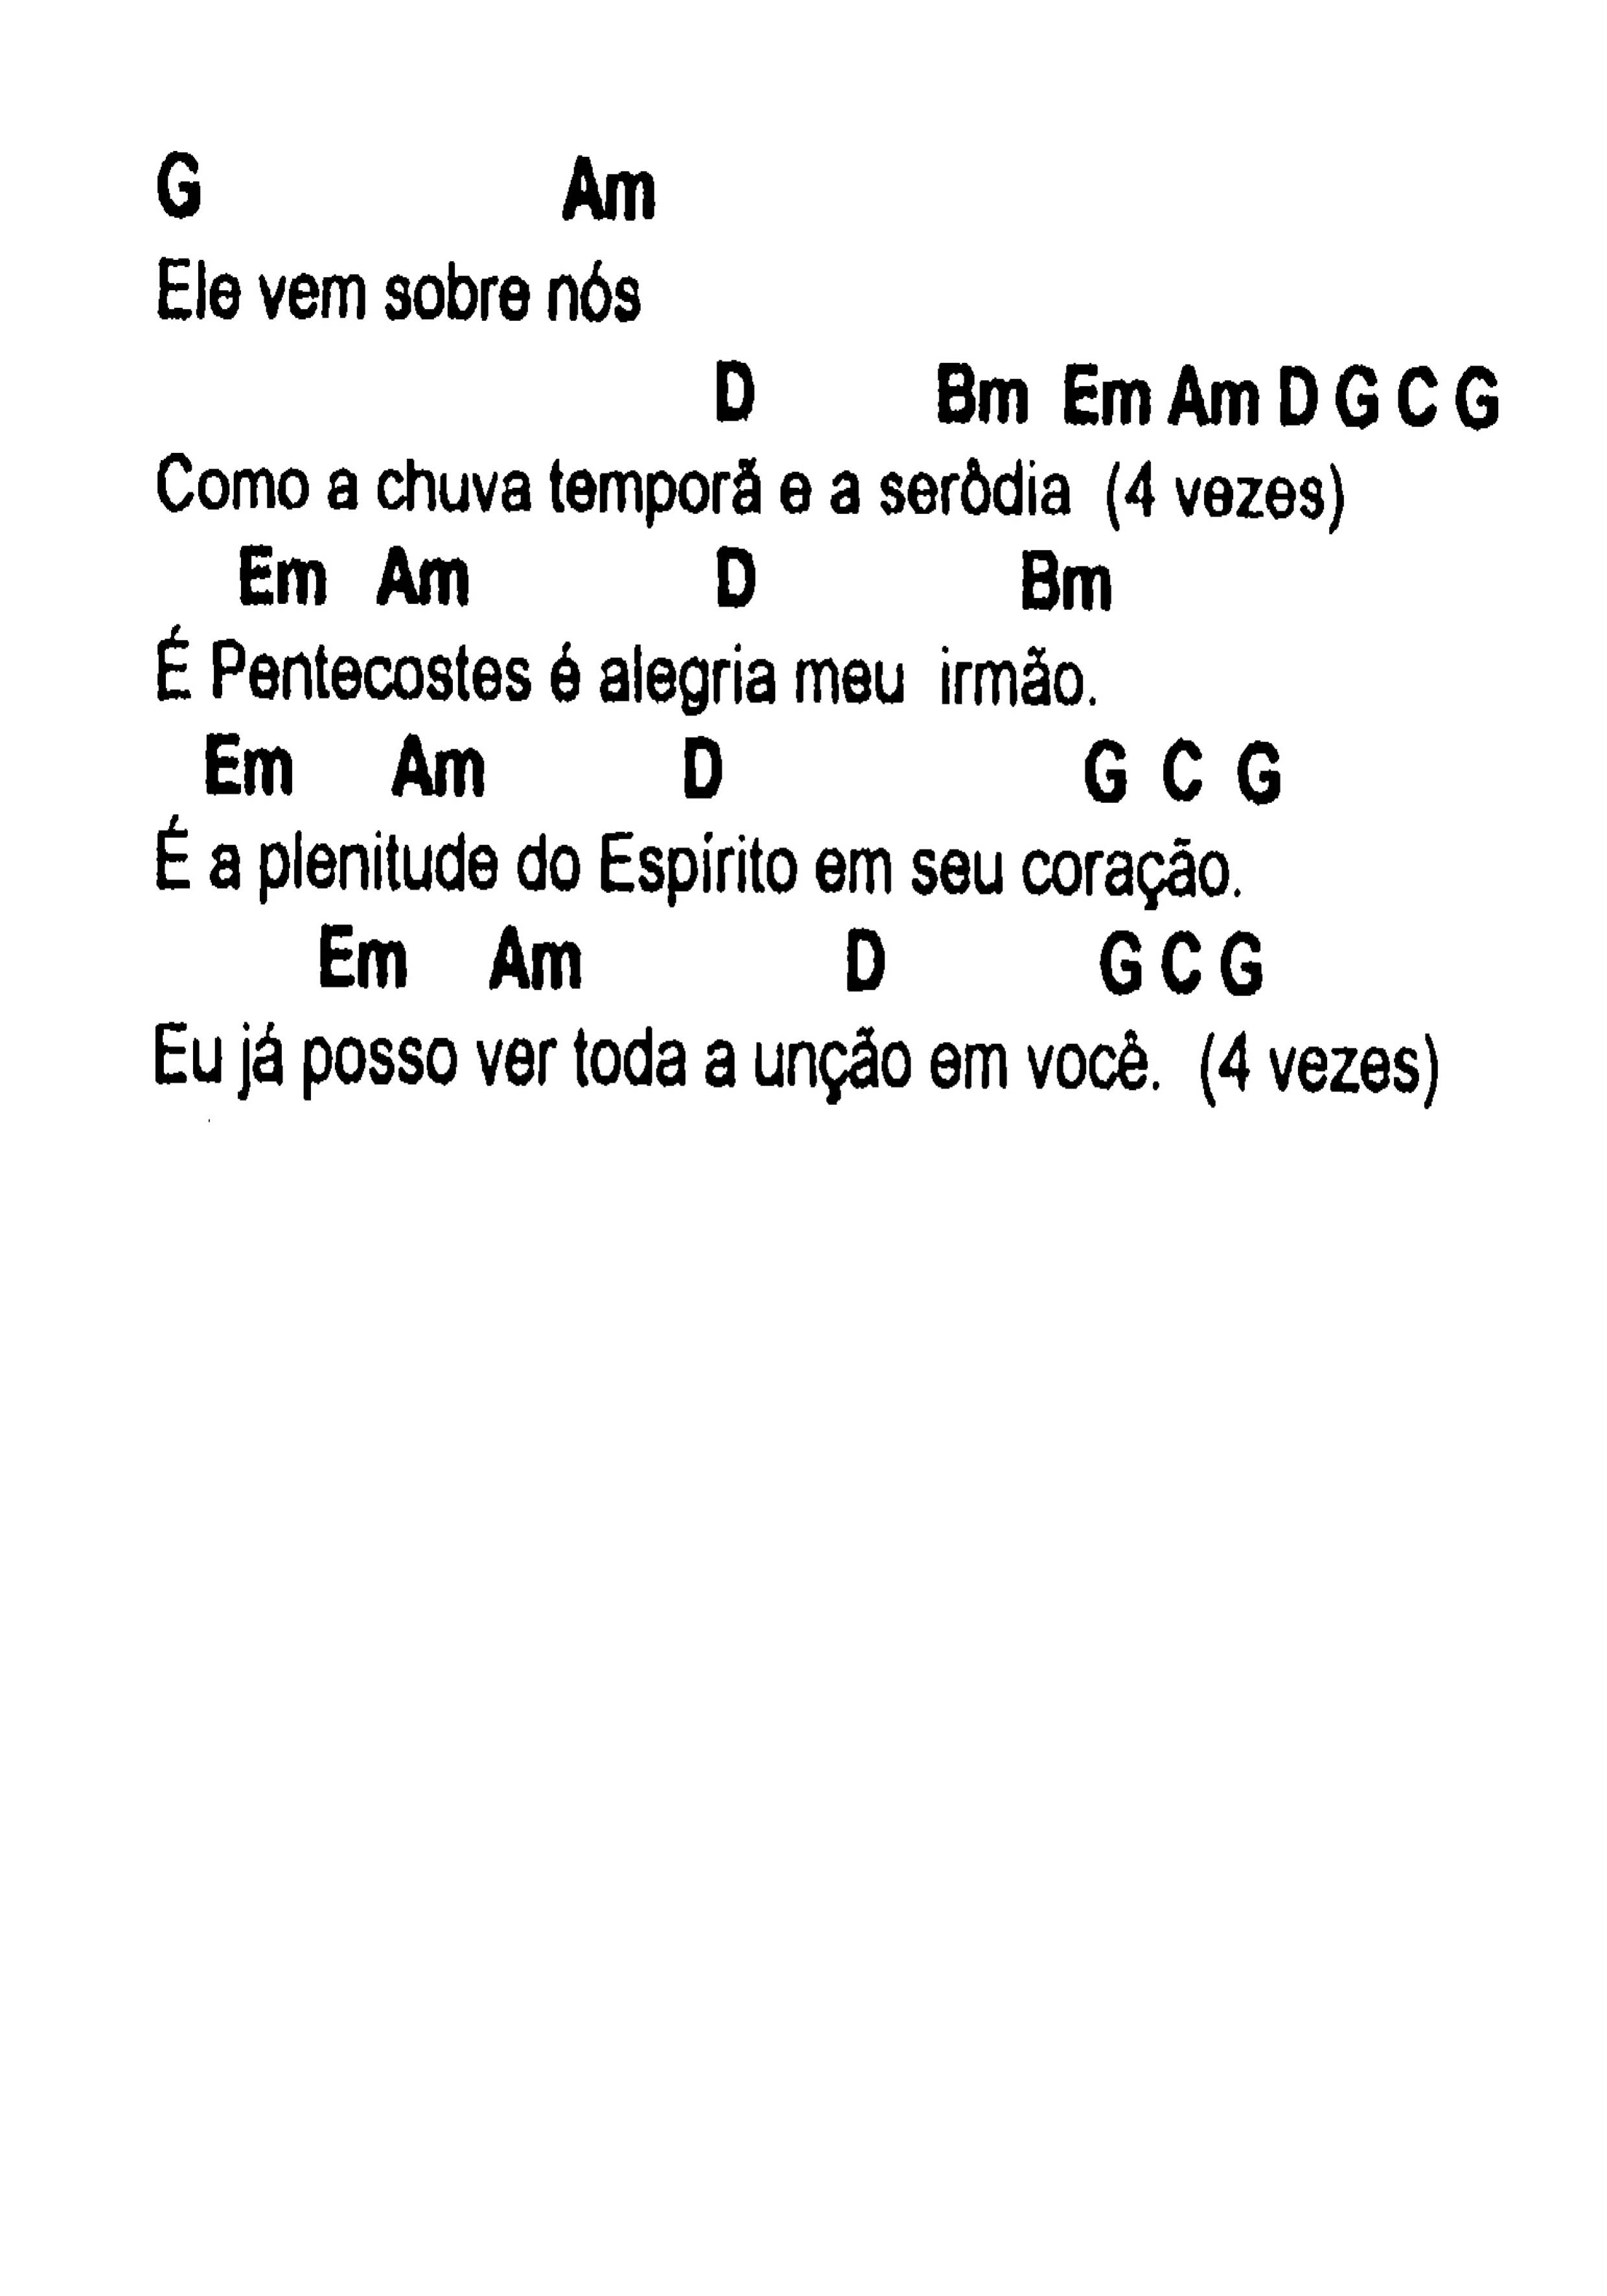 G Am
Ele vem sobre nós
D Bm Em Am D G C G
Como a chuva temporã e a seròdia (4 vezes)
Em Am D Bm
É Pentecostes é alegria meu irmão.
Em Am D G C G
É a plenitude do Espírito em seu coração.
Em Am D G C G
Eu já posso ver toda a unção em você. (4 vezes)